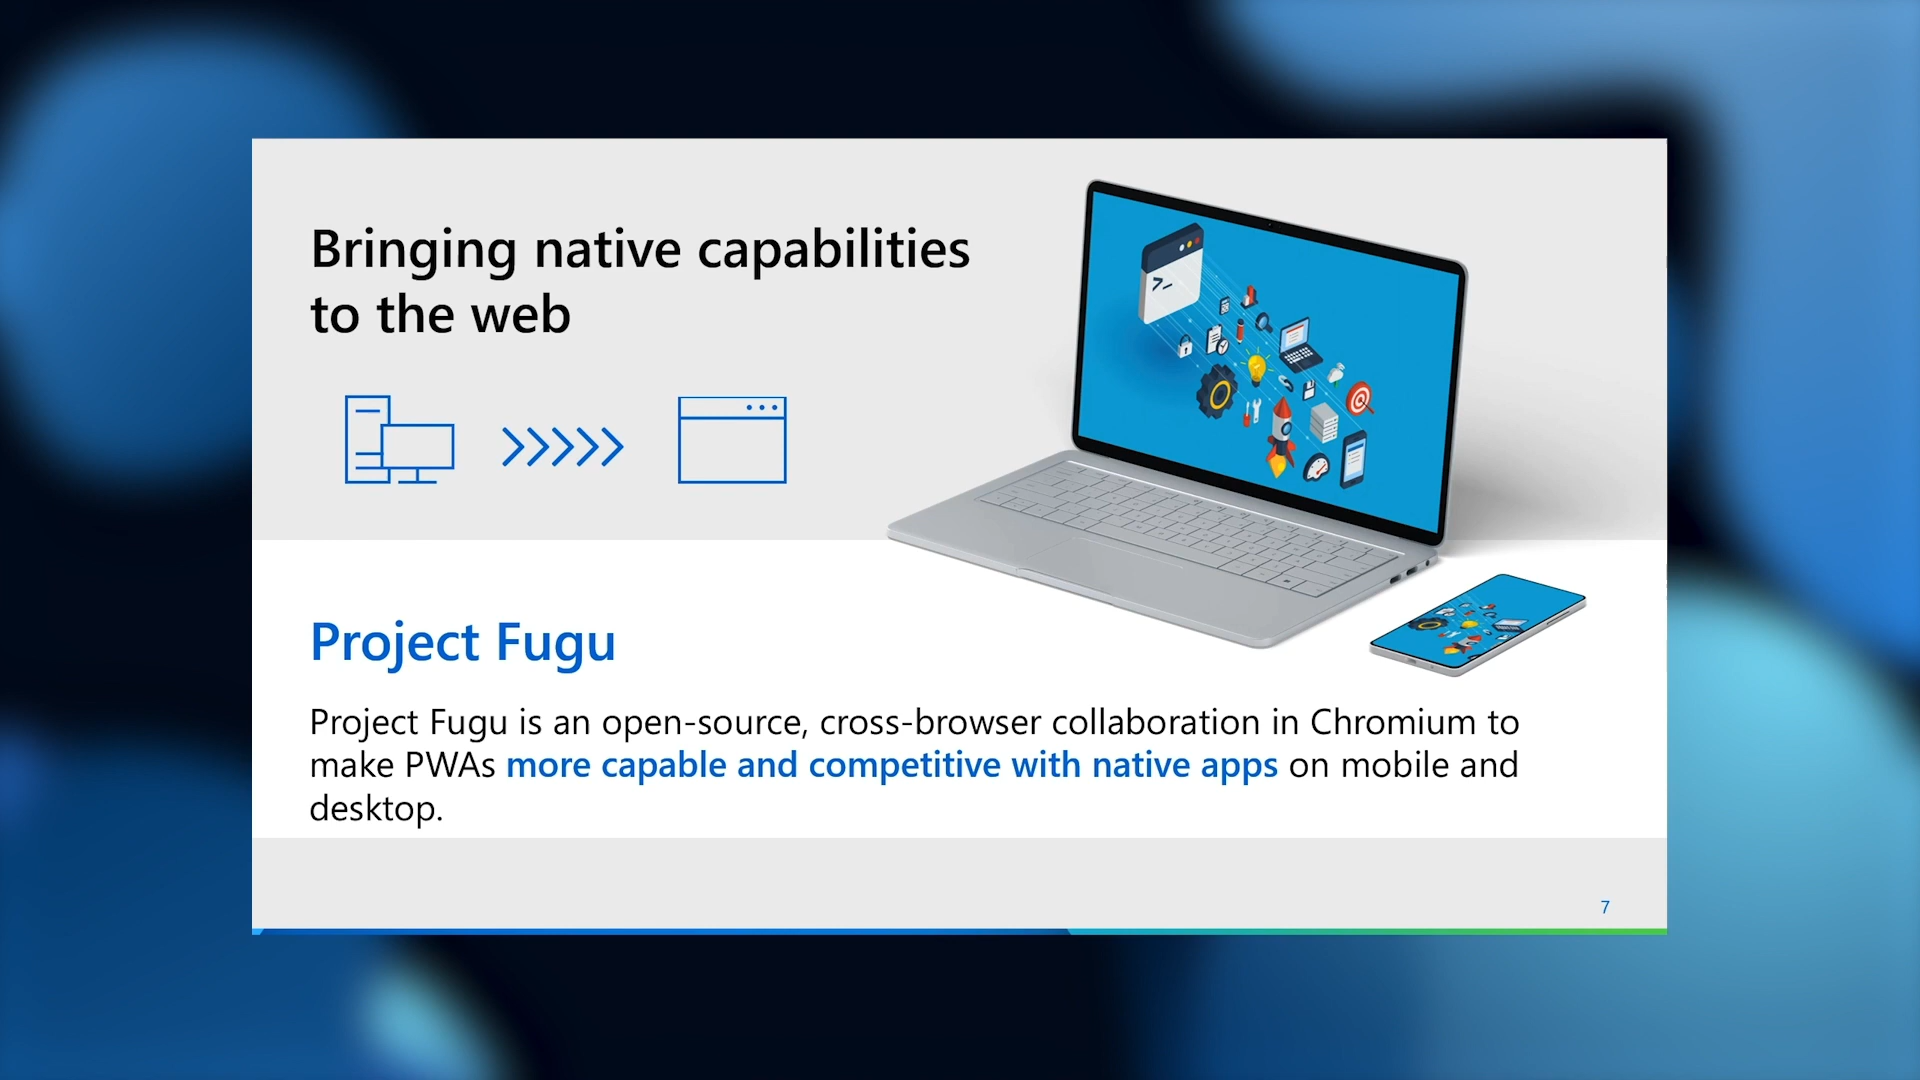 Bringing native capabilities
to the web
>_
Project Fugu
Project Fugu is an open-source, cross-browser collaboration in Chromium to
make PWAs more capable and competitive with native apps on mobile and
desktop.
7